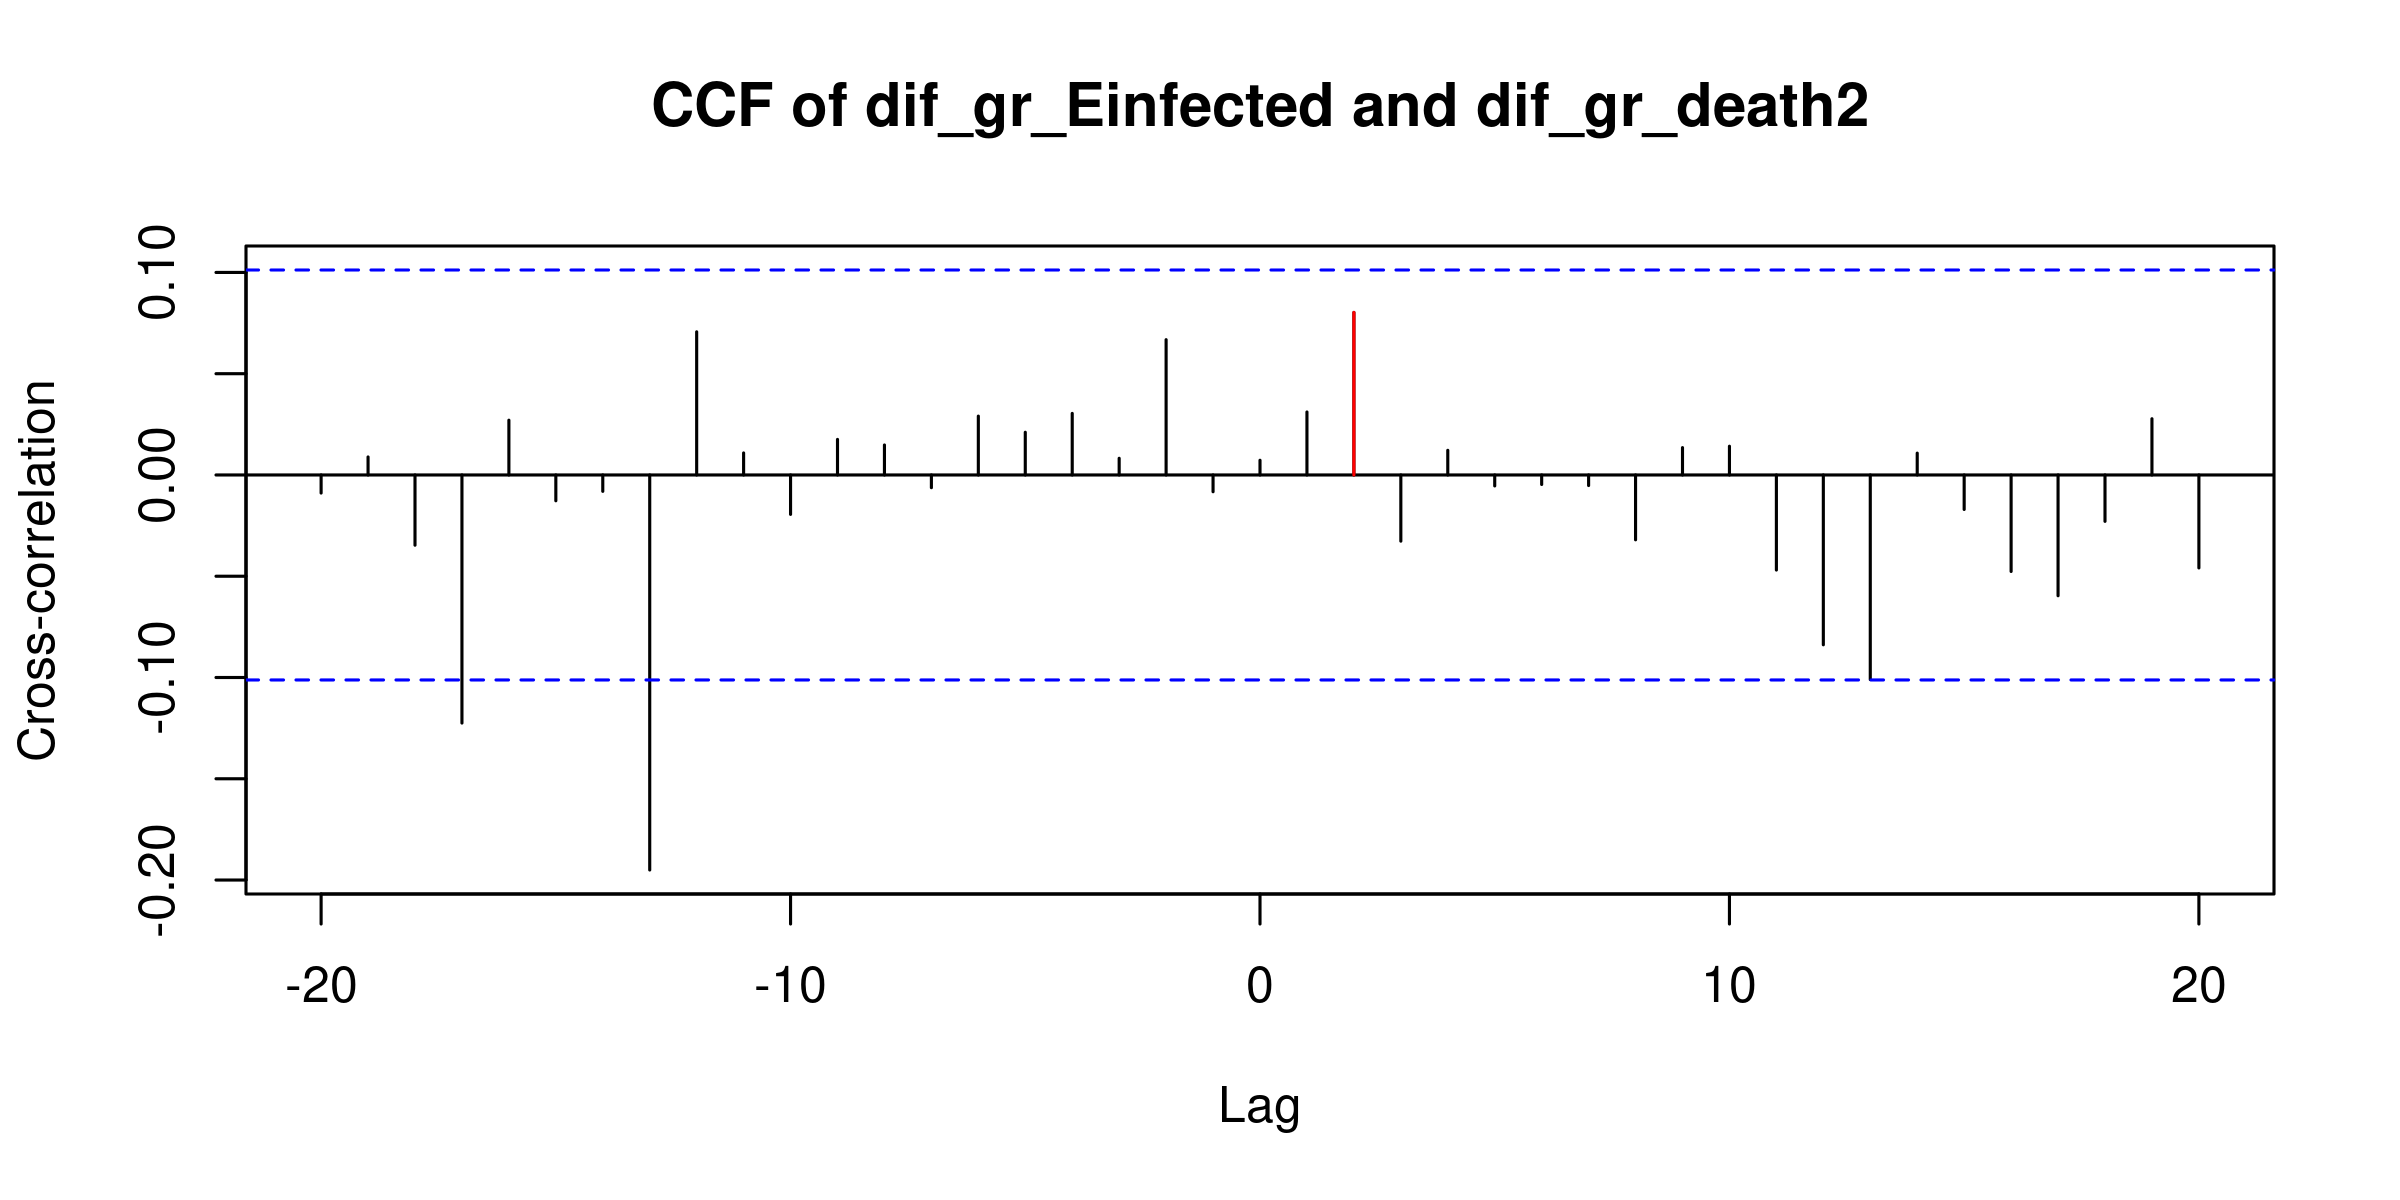 CCF of dif_gr_Einfected and dif_gr_death2
Cross-correlation
0.10
0.00
-0.10
-0.20
-20 -10 0 10 20
Lag